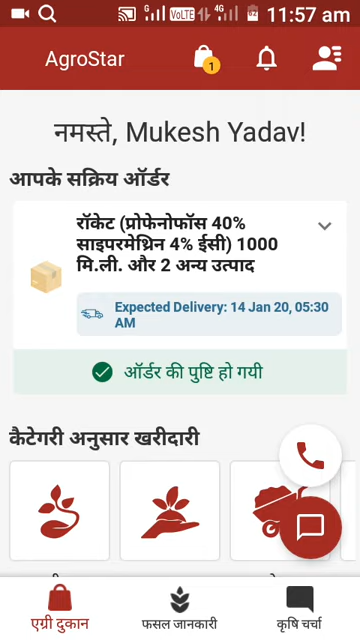 G VoLTE 4G 11:57 am
AgroStar
1
नमस्ते, Mukesh Yadav!
आपके सक्रिय ऑर्डर
रॉकेट (प्रोफेनोफॉस 40%
साइपरमेथ्रिन 4% ईसी) 1000
मि.ली. और 2 अन्य उत्पाद
Expected Delivery: 14 Jan 20, 05:30
AM
ऑर्डर की पुष्टि हो गयी
कैटेगरी अनुसार खरीदारी
एग्री दुकान
फसल जानकारी
कृषि चर्चा